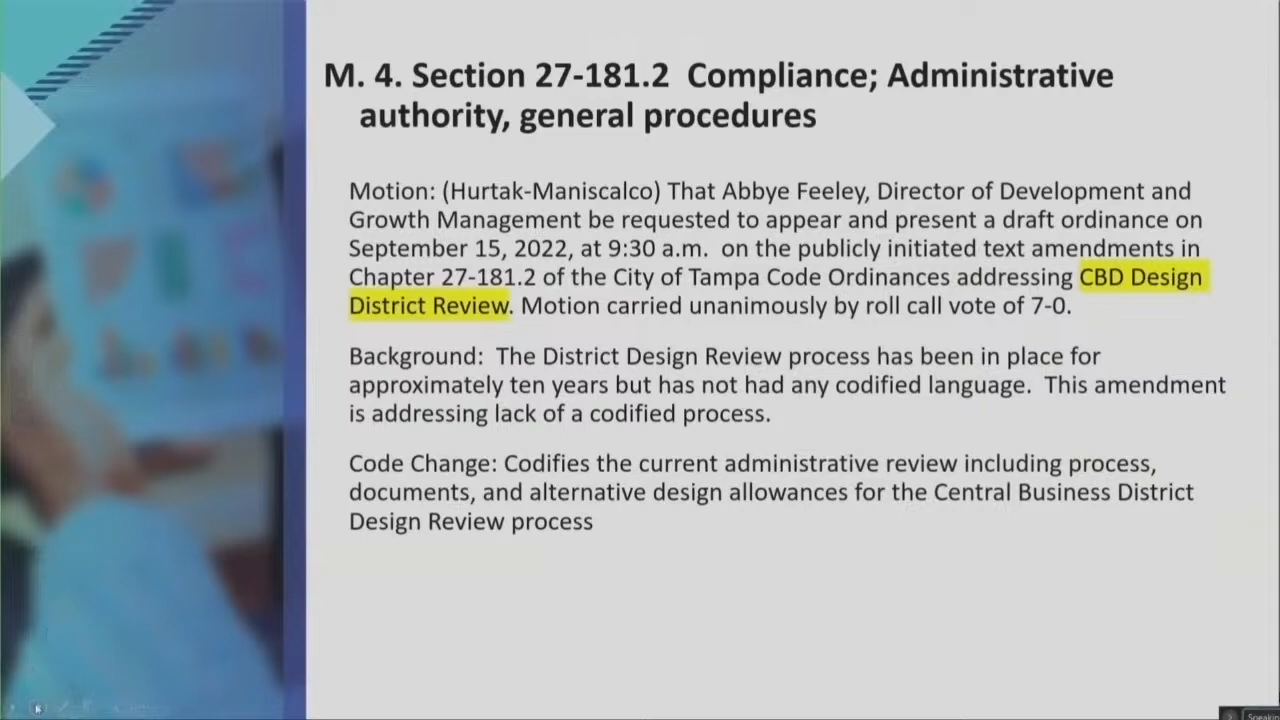 M. 4. Section 27-181.2 Compliance; Administrative
authority, general procedures
Motion: (Hurtak-Maniscalco) That Abbye Feeley, Director of Development and
Growth Management be requested to appear and present a draft ordinance on
September 15, 2022, at 9:30 a.m. on the publicly initiated text amendments in
Chapter 27-181.2 of the City of Tampa Code Ordinances addressing CBD Design
District Review. Motion carried unanimously by roll call vote of 7-0.
Background: The District Design Review process has been in place for
approximately ten years but has not had any codified language. This amendment
is addressing lack of a codified process.
Code Change: Codifies the current administrative review including process,
documents, and alternative design allowances for the Central Business District
Design Review process